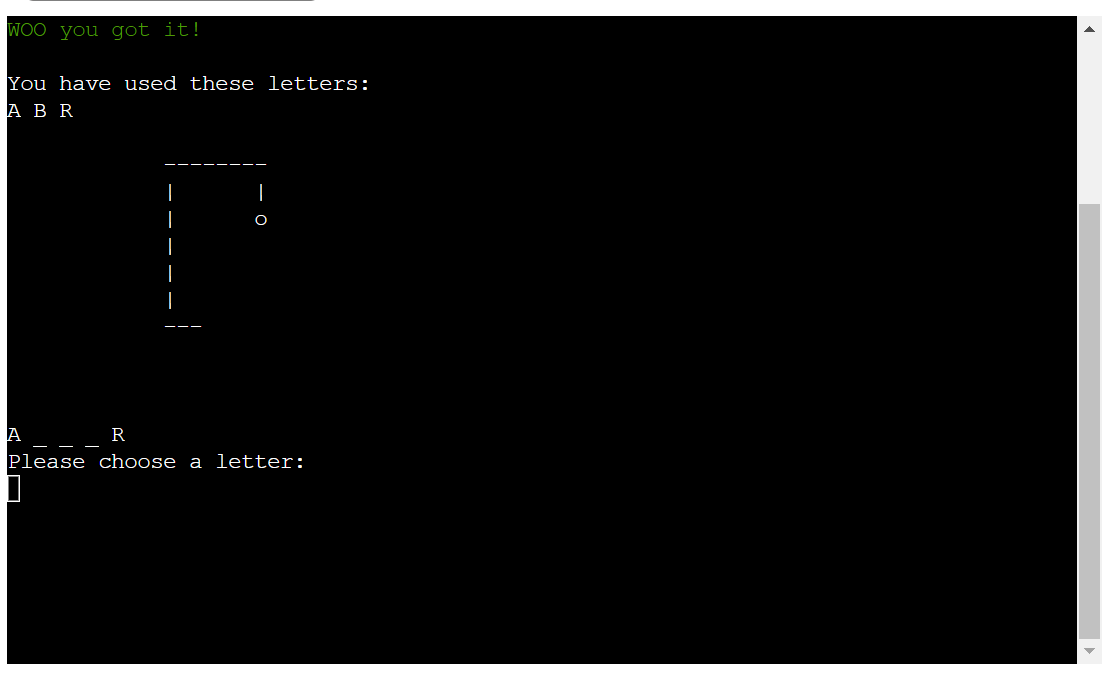 WOO you got it!
You have used these letters:
A B R
--------
|      |
|      o
|
|
|
---
A _ _ _ R
Please choose a letter: